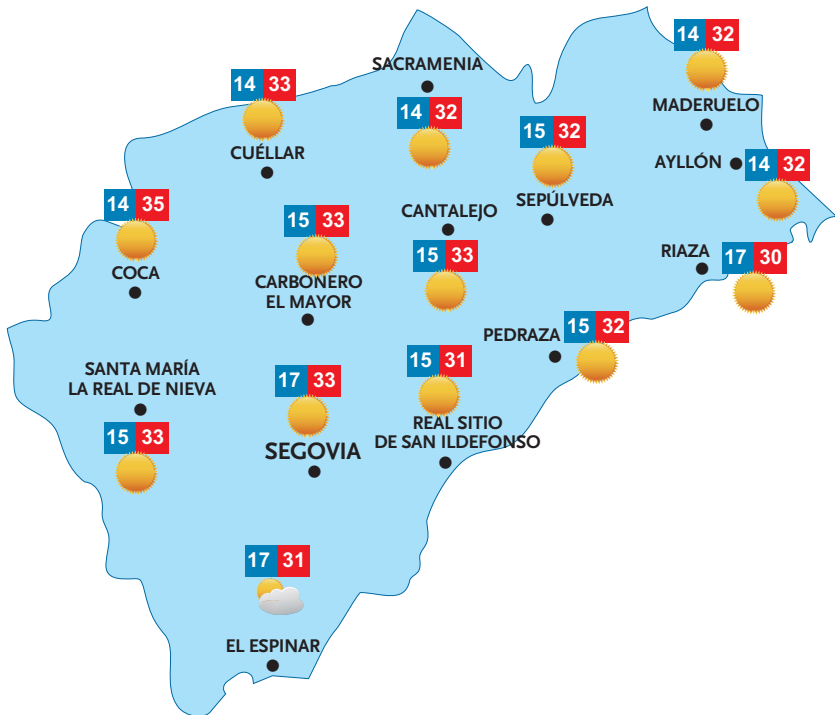 14 32
MADERUELO
SACRAMENIA
14 32
14 33
CUÉLLAR
15 32
SEPÚLVEDA
AYLLÓN
14 32
14 35
COCA
15 33
CARBONERO
EL MAYOR
CANTALEJO
15 33
RIAZA
17 30
PEDRAZA
15 32
SANTA MARÍA
LA REAL DE NIEVA
15 33
17 33
SEGOVIA
15 31
REAL SITIO
DE SAN ILDEFONSO
17 31
EL ESPINAR